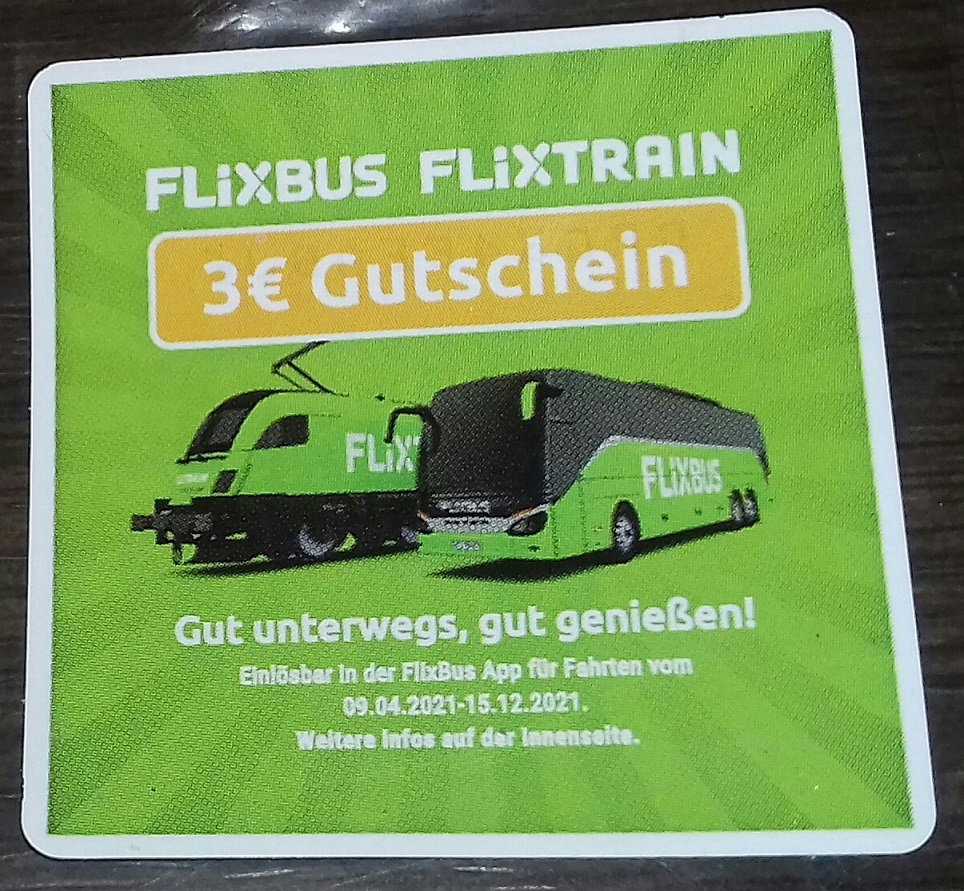 FLiXBUS FLiXTRAIN
3€ Gutschein
FLiXT
FLiXBUS
Gut unterwegs, gut genießen!
Einlösbar in der FlixBus App für Fahrten vom
09.04.2021-15.12.2021.
Weitere Infos auf der Innenseite.